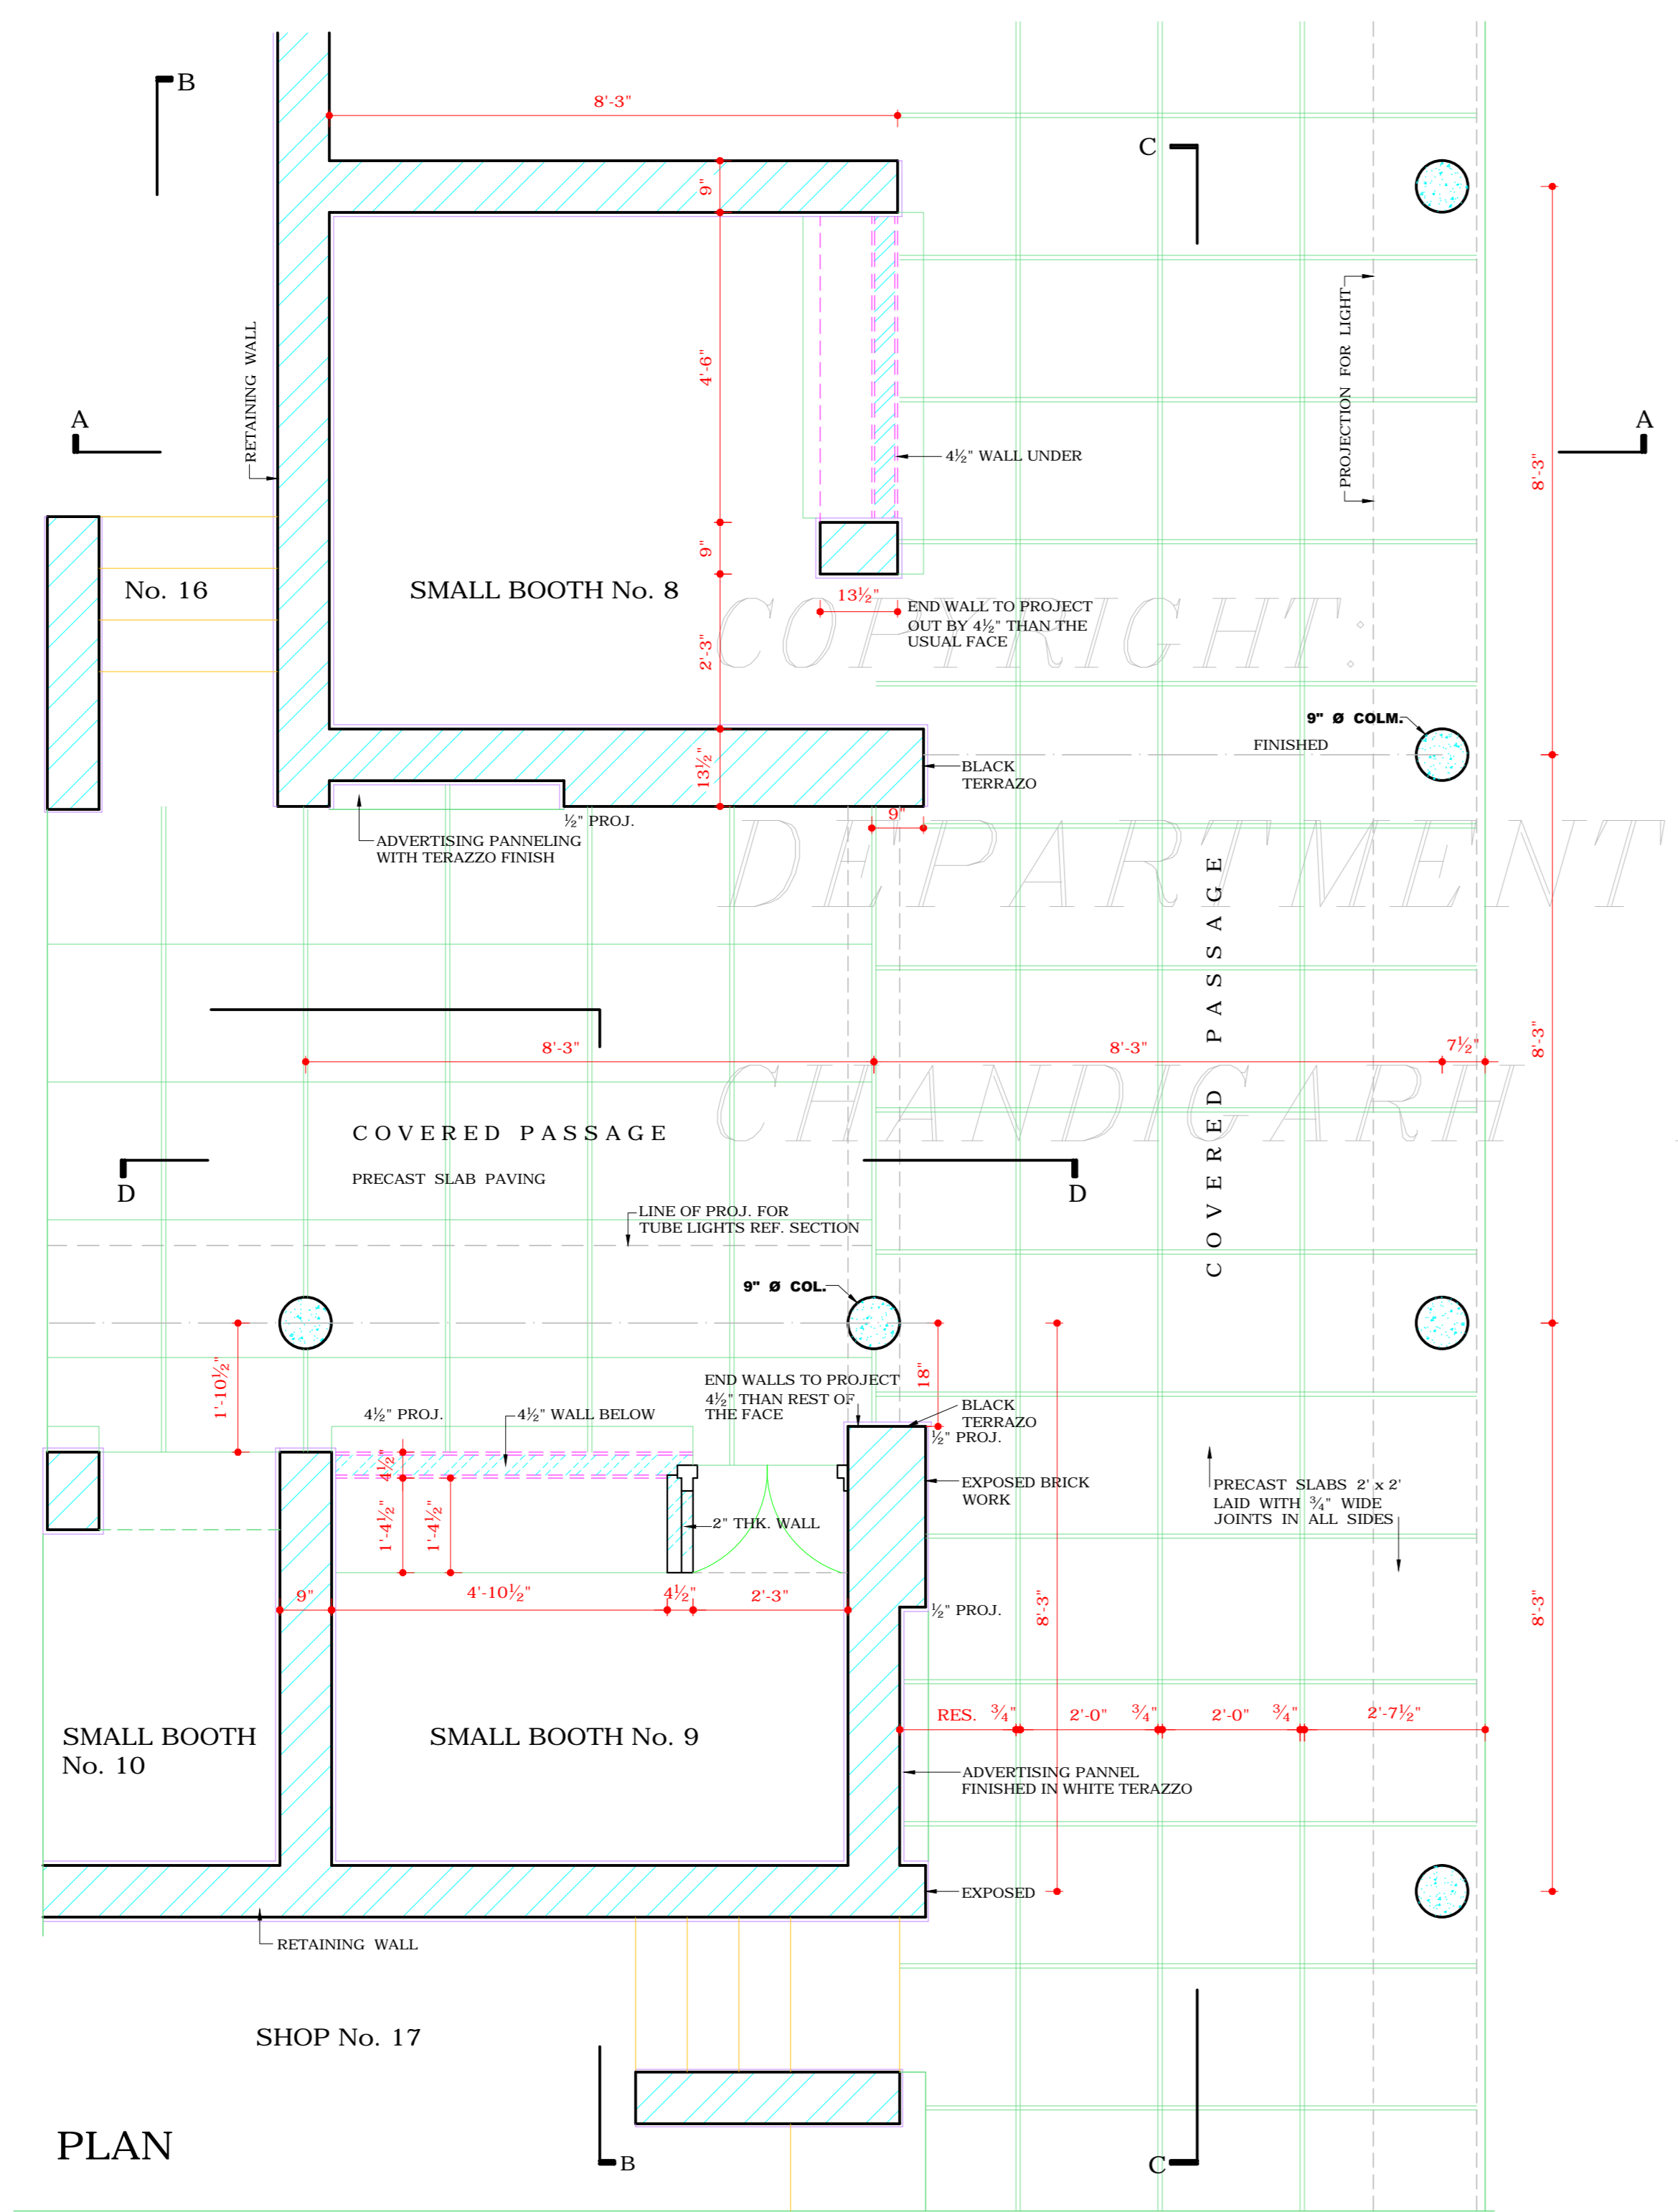 B
8'-3"
C
9"
RETAINING WALL
4'-6"
PROJECTION FOR LIGHT
A
A
4½" WALL UNDER
8'-3"
No. 16
SMALL BOOTH No. 8
9"
13½"
END WALL TO PROJECT
OUT BY 4½" THAN THE
USUAL FACE
COPYRIGHT:
2'-3"
9" Ø COLM.
FINISHED
13½"
BLACK
TERRAZO
9"
½" PROJ.
ADVERTISING PANNELING
WITH TERAZZO FINISH
DEPARTMENT
COVERED PASSAGE
8'-3"
8'-3"
8'-3"
7½"
CHANDIGARH
COVERED PASSAGE
PRECAST SLAB PAVING
D
D
LINE OF PROJ. FOR
TUBE LIGHTS REF. SECTION
9" Ø COL.
1'-10½"
18"
END WALLS TO PROJECT
4½" THAN REST OF
THE FACE
4½" PROJ.
4½" WALL BELOW
BLACK
TERRAZO
½" PROJ.
4½"
EXPOSED BRICK
WORK
PRECAST SLABS 2' x 2'
LAID WITH ¾" WIDE
JOINTS IN ALL SIDES
1'-4½"
1'-4½"
2" THK. WALL
9"
4'-10½"
4½"
2'-3"
½" PROJ.
8'-3"
8'-3"
RES.
¾"
2'-0"
¾"
2'-0"
¾"
2'-7½"
SMALL BOOTH
No. 10
SMALL BOOTH No. 9
ADVERTISING PANNEL
FINISHED IN WHITE TERAZZO
EXPOSED
RETAINING WALL
SHOP No. 17
PLAN
B
C